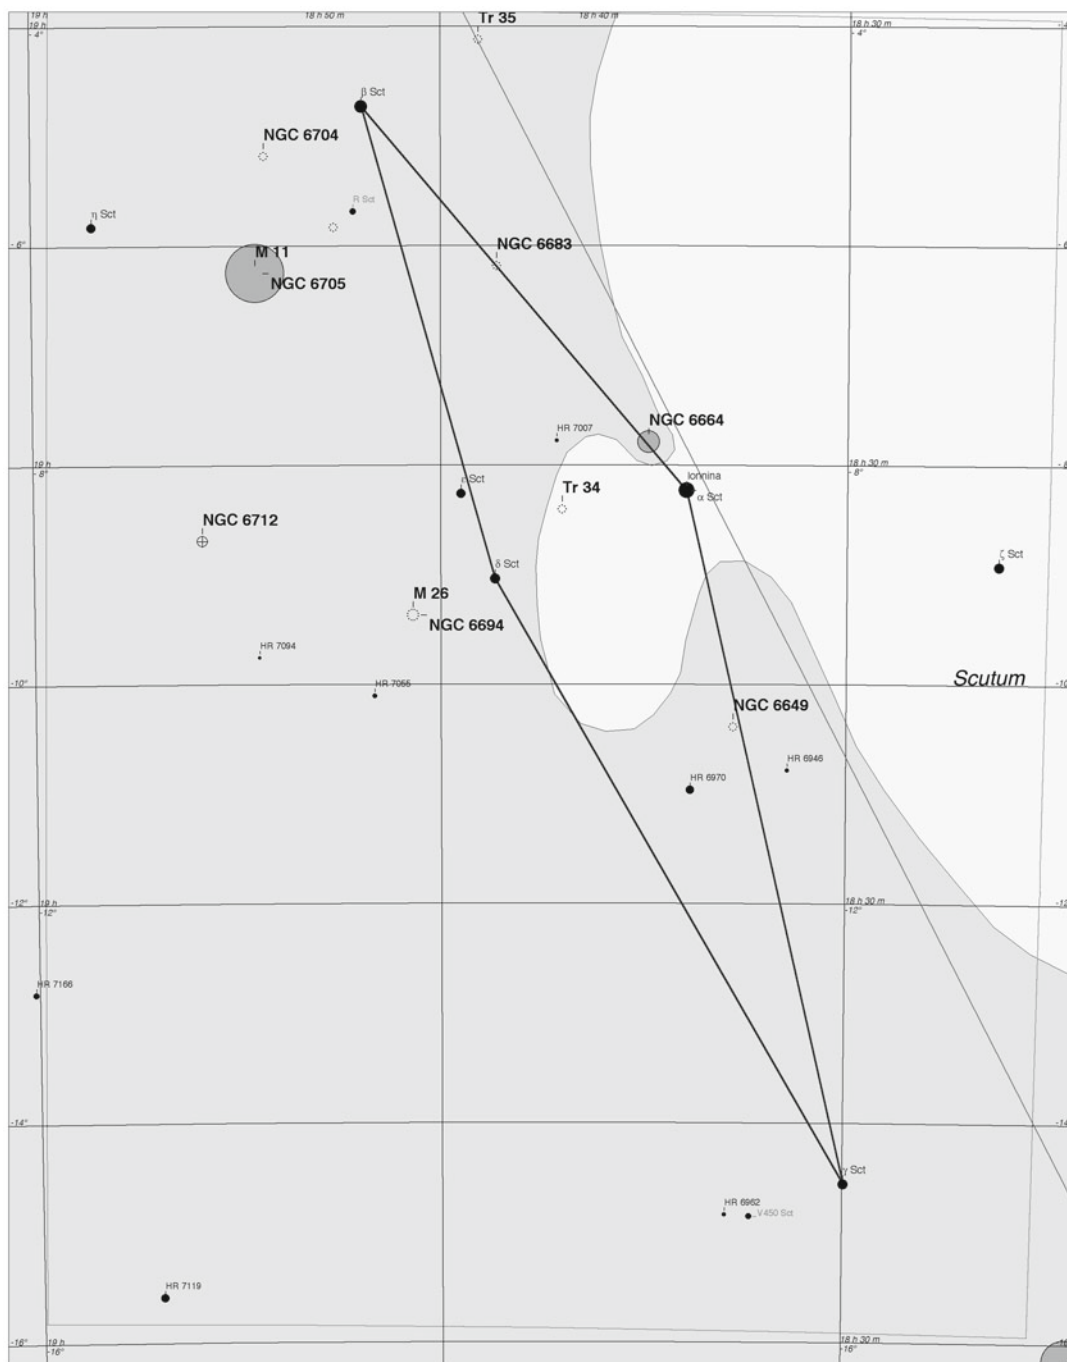 19 h
18 h 50 m
18 h 40 m
19 h
- 4°
Tr 35
18 h 30 m
- 4°
β Sct
NGC 6704
R Sct
η Sct
- 6°
M 11
NGC 6705
NGC 6683
NGC 6664
HR 7007
19 h
- 8°
18 h 30 m
- 8°
ionnina
α Sct
ε Sct
Tr 34
NGC 6712
δ Sct
ζ Sct
M 26
NGC 6694
HR 7094
HR 7055
Scutum
-10°
-10
NGC 6649
HR 6946
HR 6970
-12°
19 h
-12°
18 h 30 m
-12°
-12
HR 7166
-14°
-14
γ Sct
HR 6962
V450 Sct
HR 7119
-16°
19 h
-16°
18 h 30 m
-16°